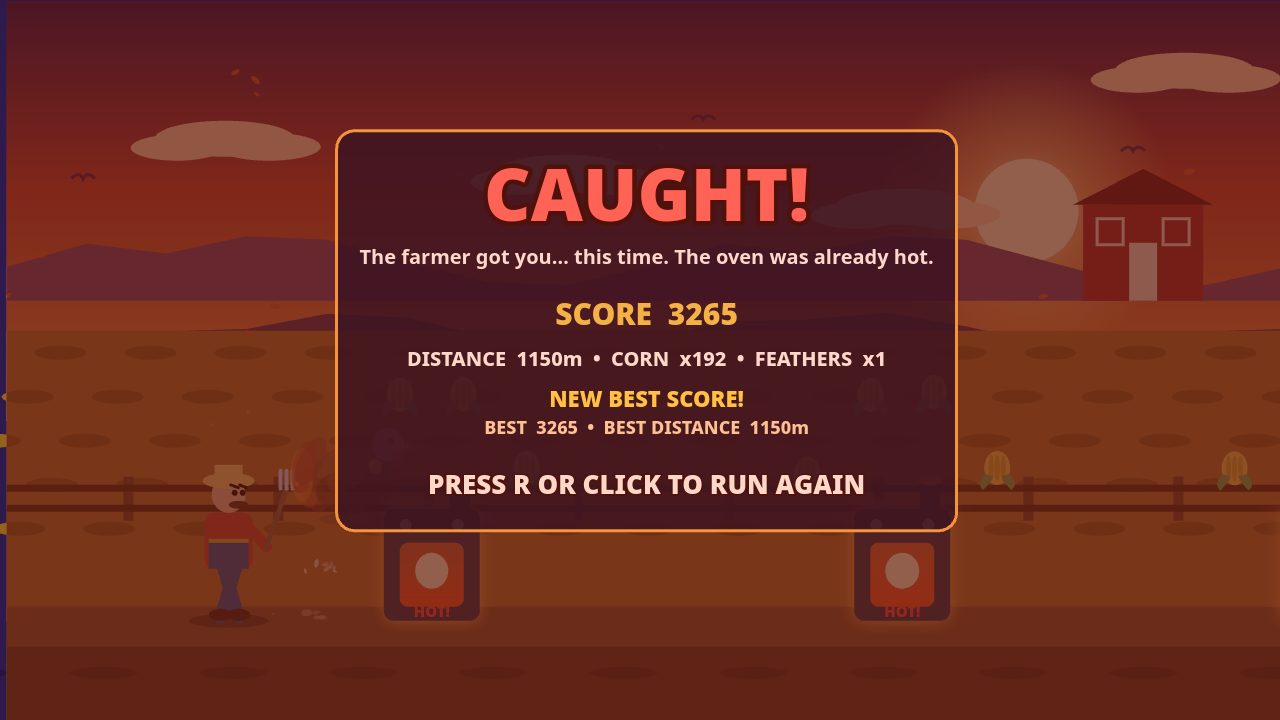 CAUGHT!
The farmer got you... this time. The oven was already hot.
SCORE 3265
DISTANCE 1150m • CORN x192 • FEATHERS x1
NEW BEST SCORE!
BEST 3265 • BEST DISTANCE 1150m
PRESS R OR CLICK TO RUN AGAIN
HOT!
HOT!